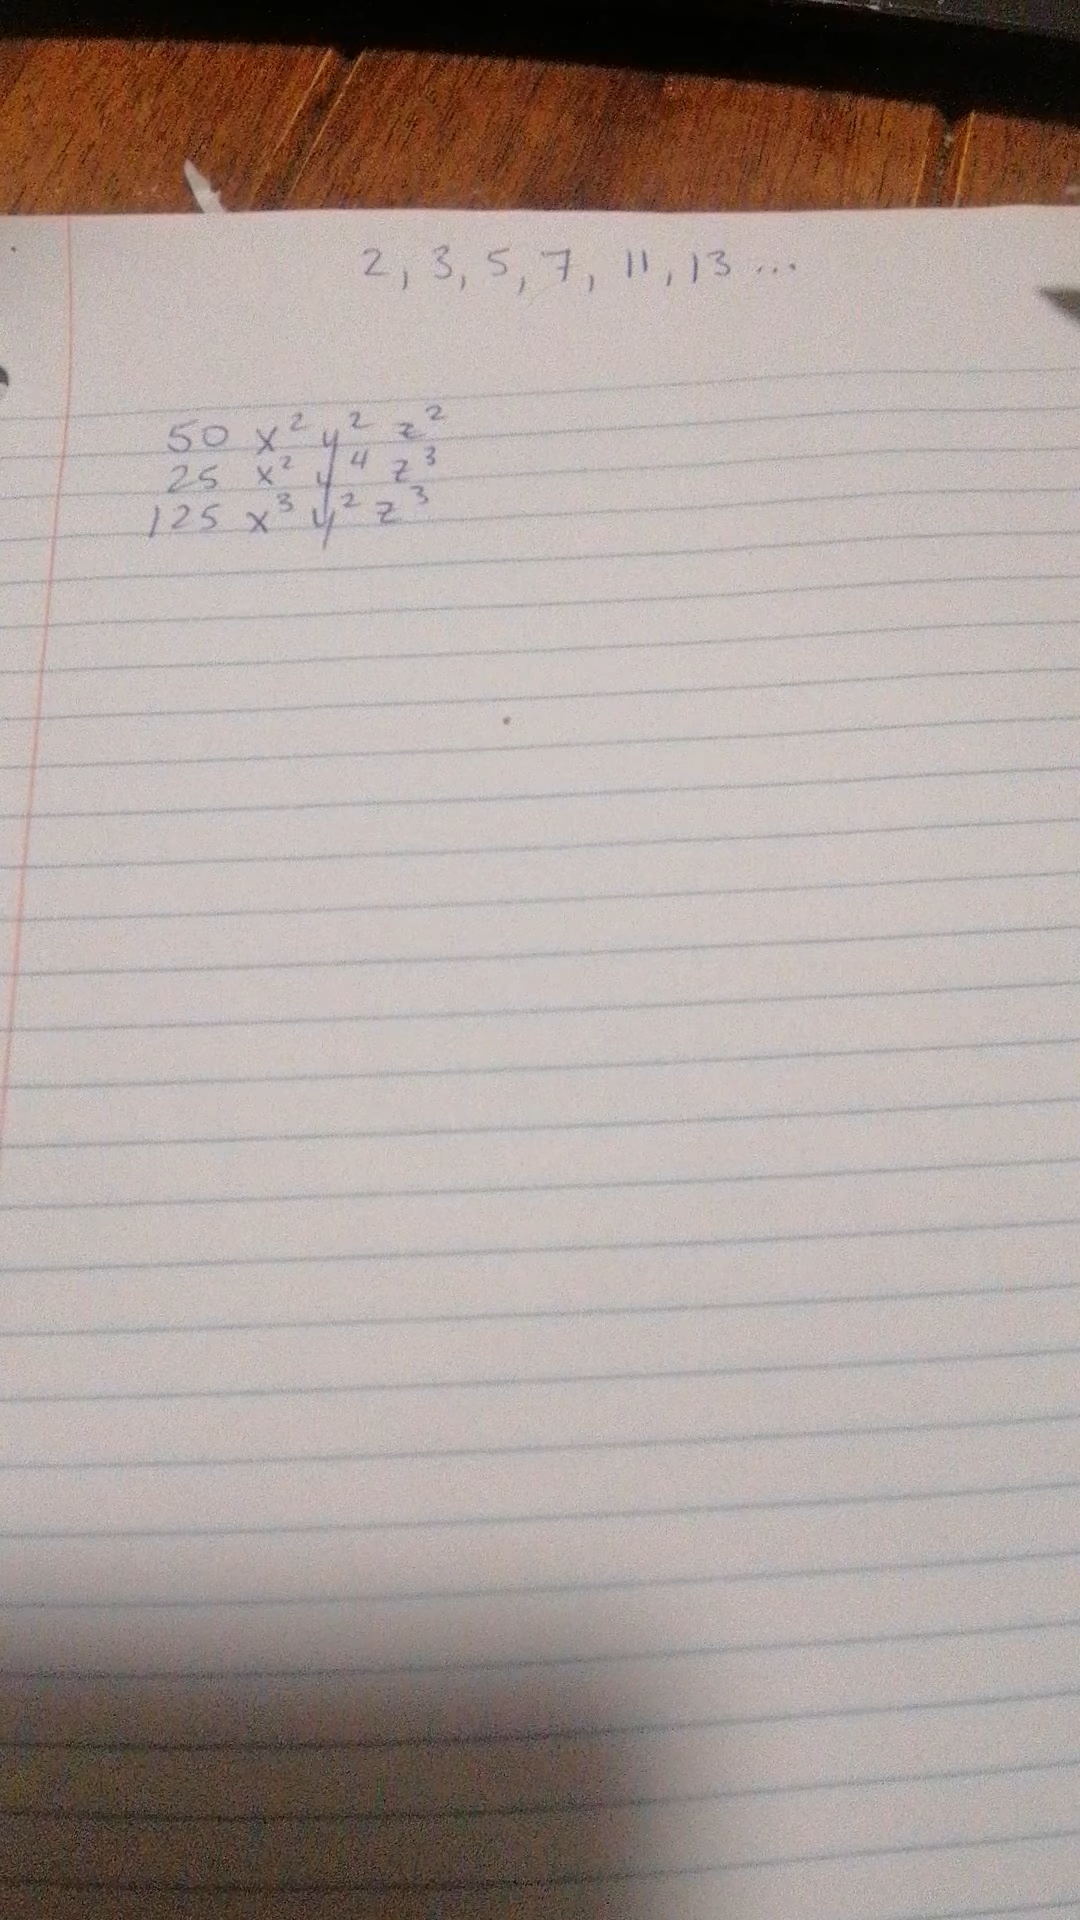 2, 3, 5, 7, 11, 13 ...
50 x² y² z²
25 x² y⁴ z³
125 x³ y² z³